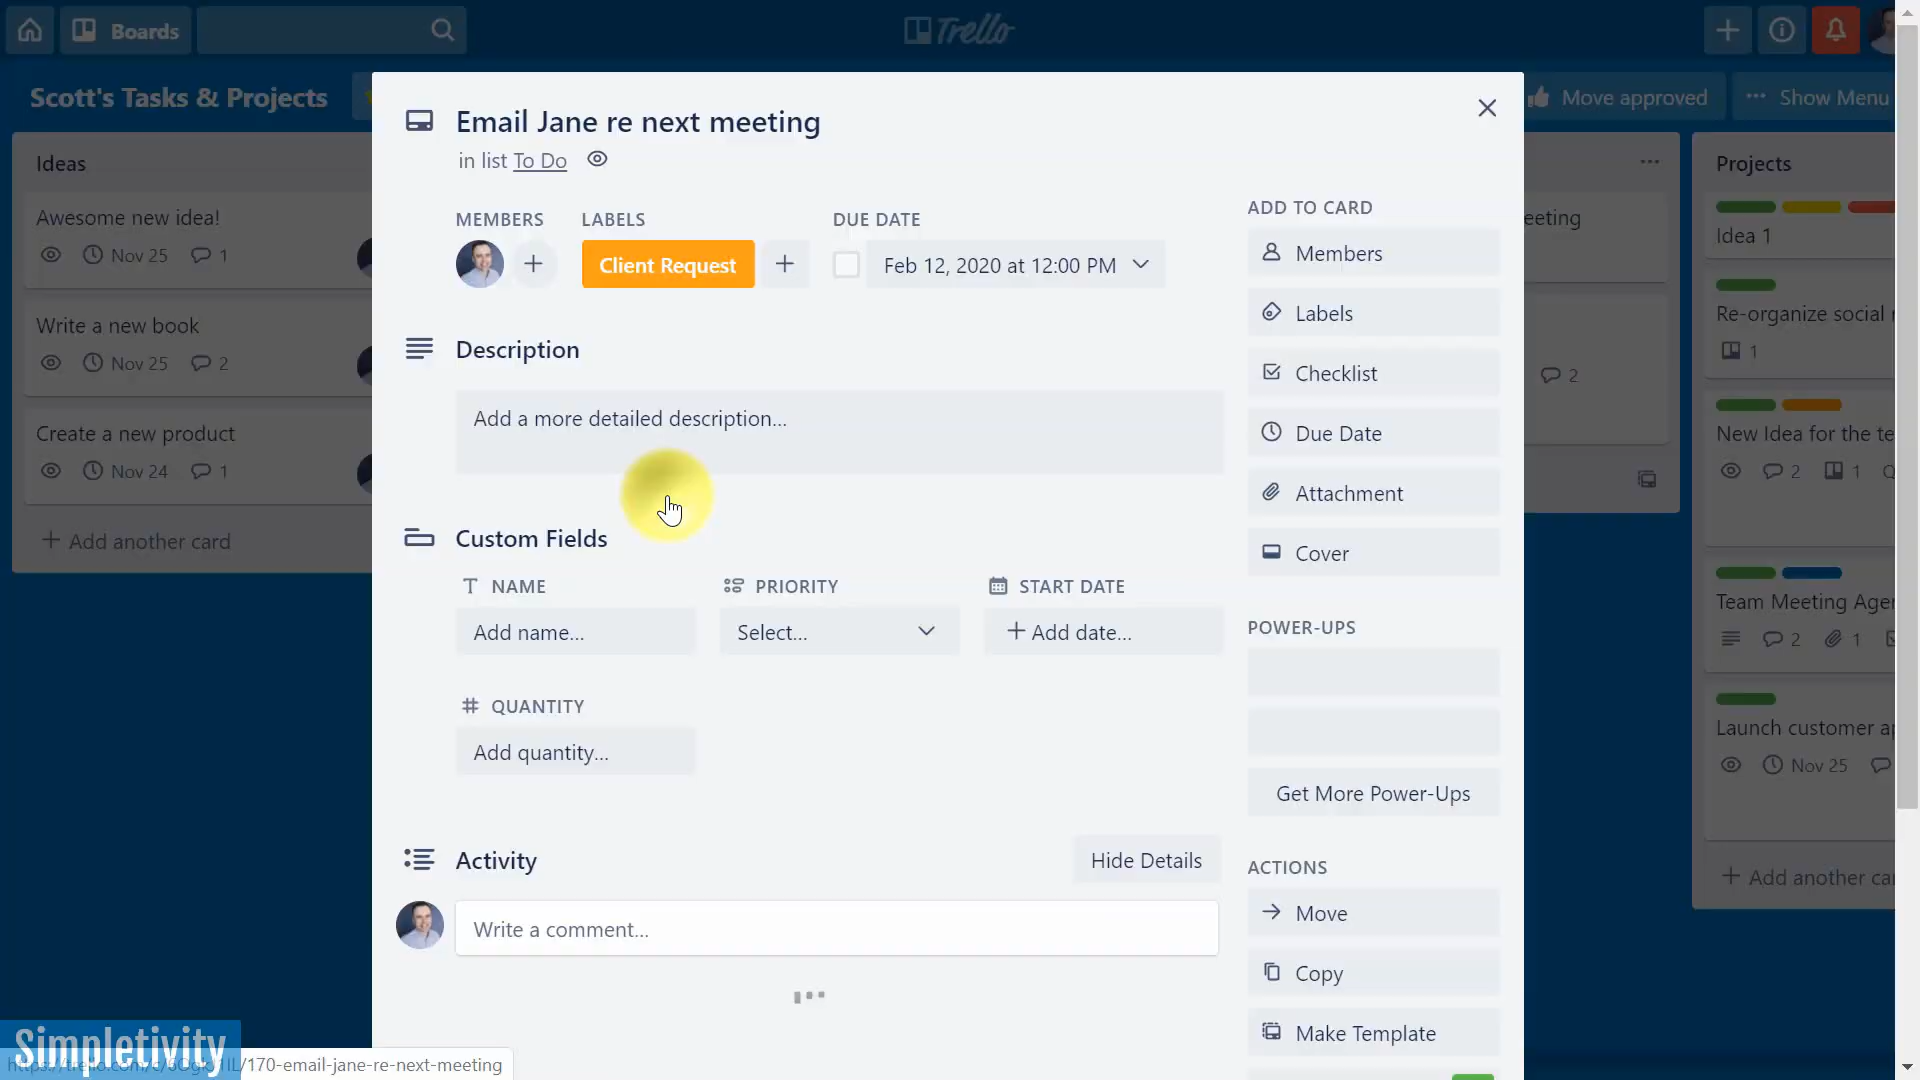 Boards
Trello
Scott's Tasks & Projects
Move approved
Show Menu
Ideas
Awesome new idea!
Nov 25
1
Write a new book
Nov 25
2
Create a new product
Nov 24
1
Add another card
Email Jane re next meeting
in list To Do
MEMBERS
LABELS
DUE DATE
Client Request
Feb 12, 2020 at 12:00 PM
Description
Add a more detailed description...
Custom Fields
NAME
PRIORITY
START DATE
Add name...
Select...
Add date...
QUANTITY
Add quantity...
Activity
Hide Details
Write a comment...
ADD TO CARD
Members
Labels
Checklist
Due Date
Attachment
Cover
POWER-UPS
Get More Power-Ups
ACTIONS
Move
Copy
Make Template
eeting
2
Projects
Idea 1
Re-organize social
1
New Idea for the te
2
1
Team Meeting Age
2
1
Launch customer a
Nov 25
Add another ca
Simpletivity
/170-email-jane-re-next-meeting